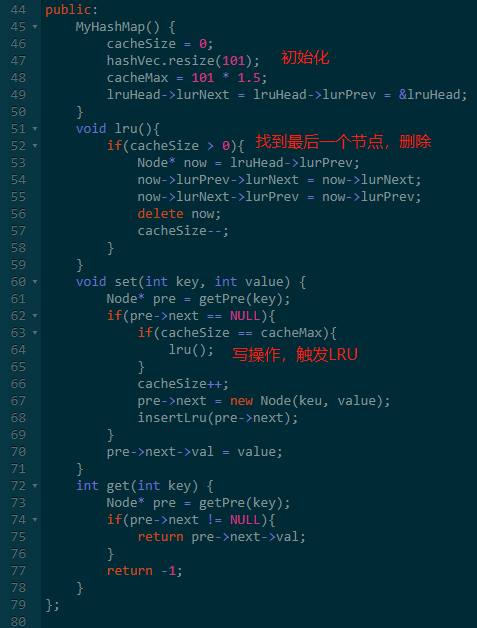 44 public:
45 MyHashMap() {
46 cacheSize = 0;
47 hashVec.resize(101); 初始化
48 cacheMax = 101 * 1.5;
49 lruHead->lurNext = lruHead->lurPrev = &lruHead;
50 }
51 void lru(){
52 if(cacheSize > 0){ 找到最后一个节点，删除
53 Node* now = lruHead->lurPrev;
54 now->lurPrev->lurNext = now->lurNext;
55 now->lurNext->lurPrev = now->lurPrev;
56 delete now;
57 cacheSize--;
58 }
59 }
60 void set(int key, int value) {
61 Node* pre = getPre(key);
62 if(pre->next == NULL){
63 if(cacheSize == cacheMax){
64 lru(); 写操作，触发LRU
65 }
66 cacheSize++;
67 pre->next = new Node(keu, value);
68 insertLru(pre->next);
69 }
70 pre->next->val = value;
71 }
72 int get(int key) {
73 Node* pre = getPre(key);
74 if(pre->next != NULL){
75 return pre->next->val;
76 }
77 return -1;
78 }
79 };
80